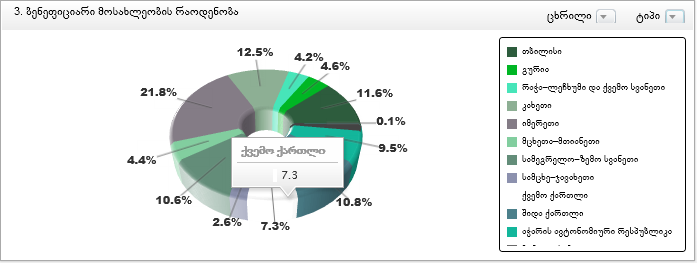 3. ბენეფიციარი მოსახლეობის რაოდენობა
ცხრილი
ტიპი
12.5%
4.2%
4.6%
21.8%
11.6%
0.1%
9.5%
4.4%
10.6%
10.8%
2.6%
7.3%
ქვემო ქართლი
7.3
თბილისი
გურია
რაჭა-ლეჩხუმი და ქვემო სვანეთი
კახეთი
იმერეთი
მცხეთა-მთიანეთი
სამეგრელო-ზემო სვანეთი
სამცხე-ჯავახეთი
ქვემო ქართლი
შიდა ქართლი
აჭარის ავტონომიური რესპუბლიკა